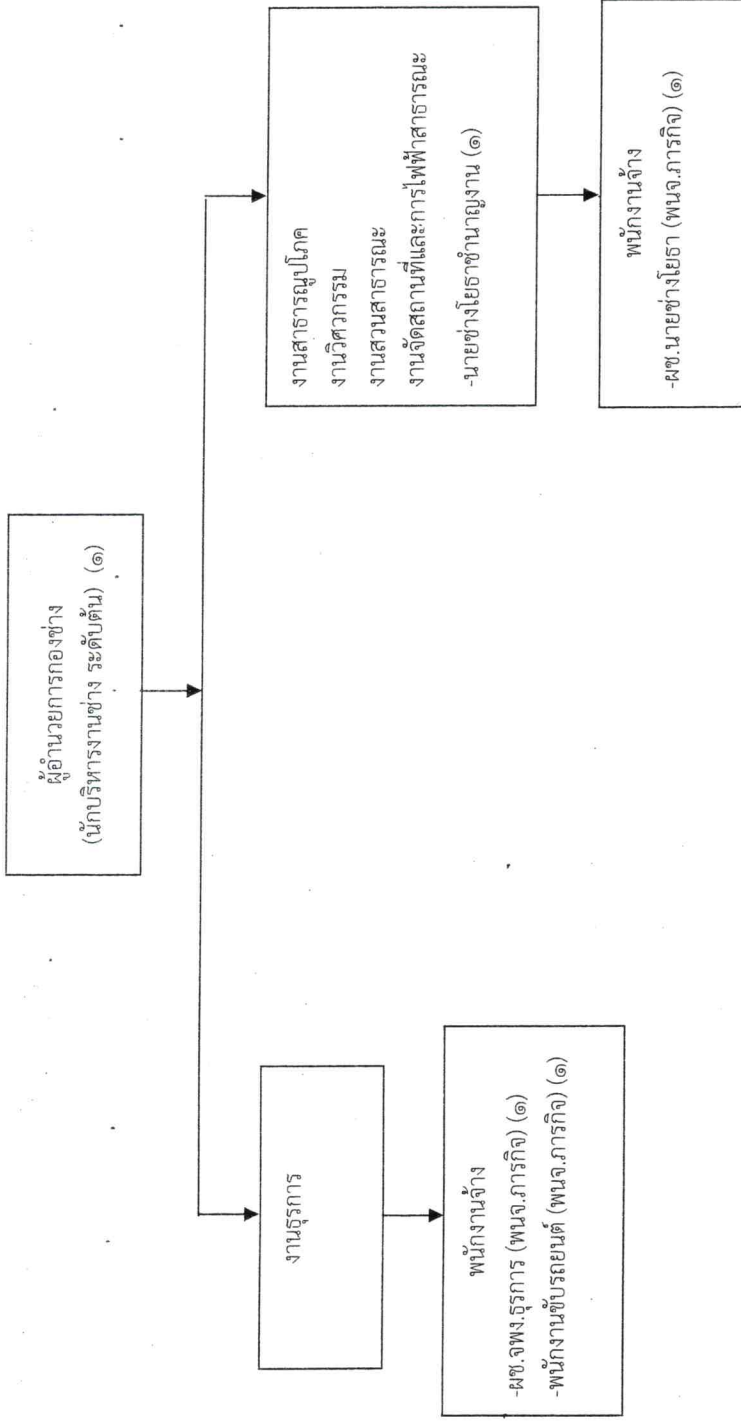 ผู้อำนวยการกองช่าง
(นักบริหารงานช่าง ระดับต้น) (๑)
งานธุรการ
พนักงานจ้าง
-ผช.จพง.ธุรการ (พนจ.ภารกิจ) (๑)
-พนักงานขับรถยนต์ (พนจ.ภารกิจ) (๑)
งานสาธารณูปโภค
งานวิศวกรรม
งานสวนสาธารณะ
งานจัดสถานที่และการไฟฟ้าสาธารณะ
-นายช่างโยธาชำนาญงาน (๑)
พนักงานจ้าง
-ผช.นายช่างโยธา (พนจ.ภารกิจ) (๑)